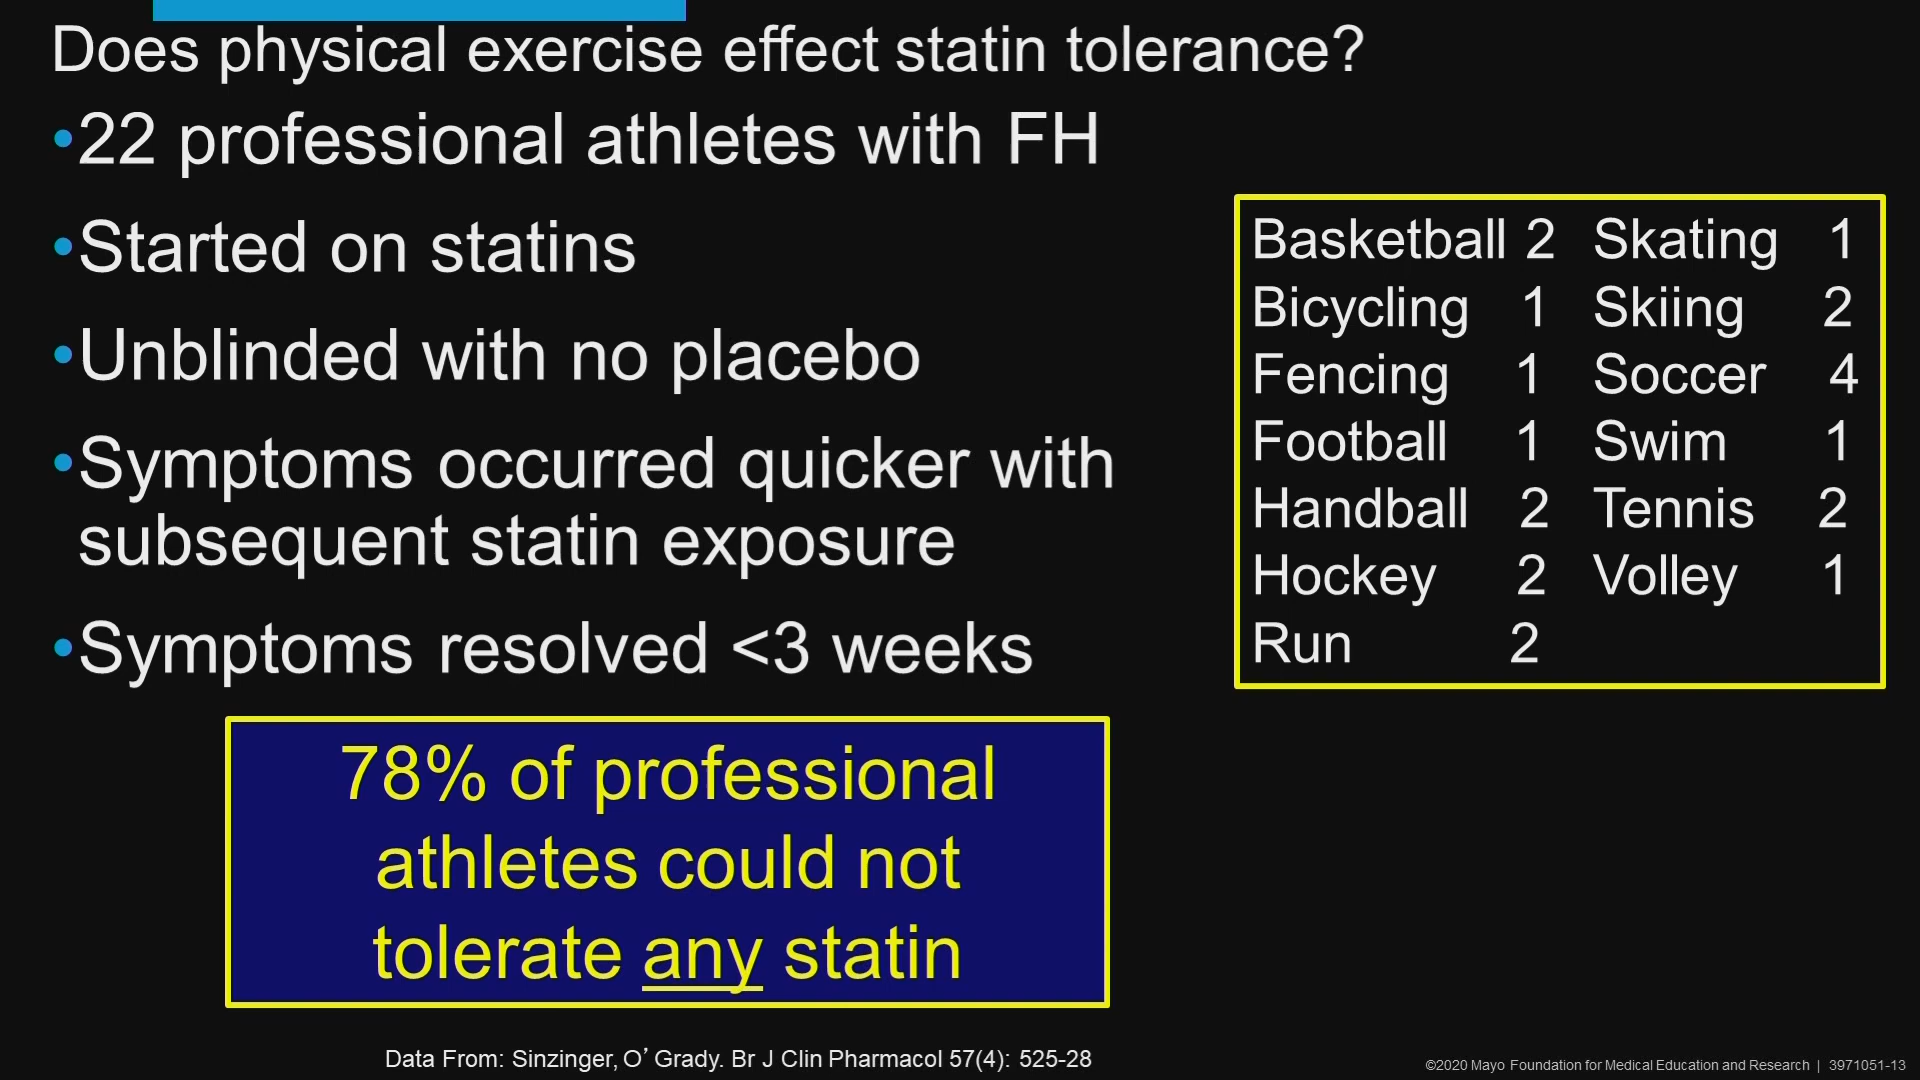 Does physical exercise effect statin tolerance?
•22 professional athletes with FH
•Started on statins
•Unblinded with no placebo
•Symptoms occurred quicker with
subsequent statin exposure
•Symptoms resolved <3 weeks
Basketball 2 Skating 1
Bicycling 1 Skiing 2
Fencing 1 Soccer 4
Football 1 Swim 1
Handball 2 Tennis 2
Hockey 2 Volley 1
Run 2
78% of professional
athletes could not
tolerate any statin
Data From: Sinzinger, O’Grady. Br J Clin Pharmacol 57(4): 525-28
©2020 Mayo Foundation for Medical Education and Research | 3971051-13